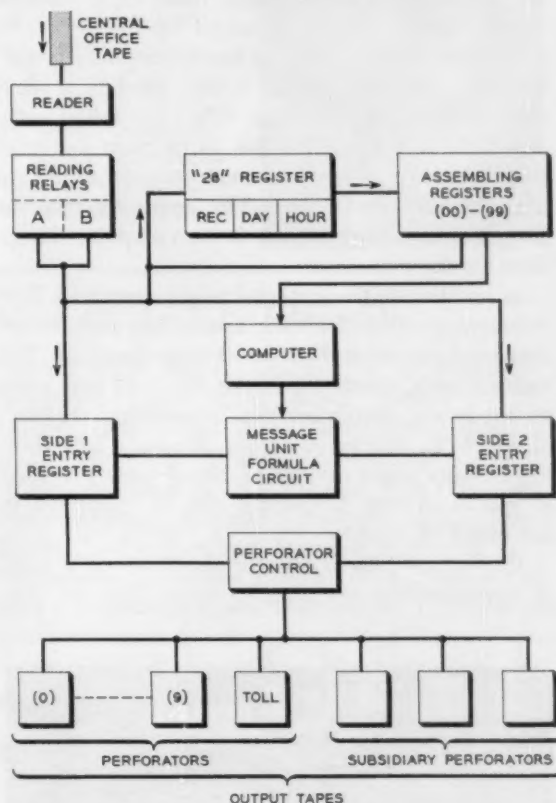 CENTRAL
OFFICE
TAPE
READER
READING
RELAYS
A B
"28" REGISTER
REC DAY HOUR
ASSEMBLING
REGISTERS
(00)-(99)
COMPUTER
SIDE 1
ENTRY
REGISTER
MESSAGE
UNIT
FORMULA
CIRCUIT
SIDE 2
ENTRY
REGISTER
PERFORATOR
CONTROL
(0) (9) TOLL
PERFORATORS SUBSIDIARY PERFORATORS
OUTPUT TAPES